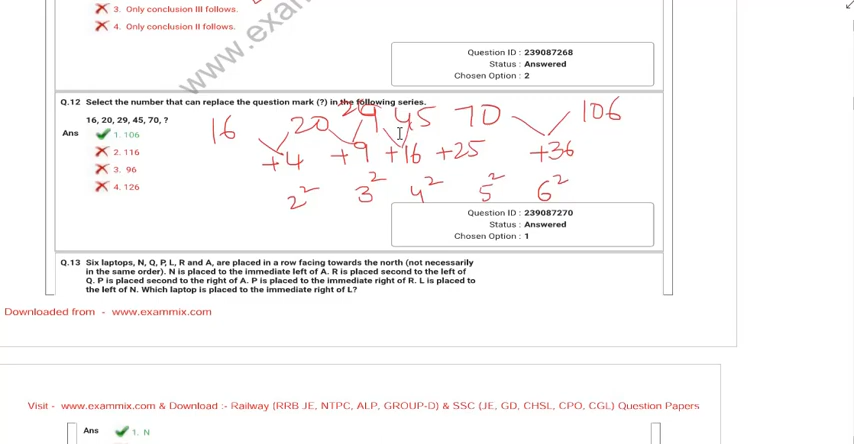 3. Only conclusion III follows.
4. Only conclusion II follows.
www.exam
Question ID : 239087268
Status : Answered
Chosen Option : 2
Q.12 Select the number that can replace the question mark (?) in the following series.
16, 20, 29, 45, 70, ?
Ans 1. 106
2. 116
3. 96
4. 126
16 20 29 45 70 106
+4 +9 +16 +25 +36
2² 3² 4² 5² 6²
Question ID : 239087270
Status : Answered
Chosen Option : 1
Q.13 Six laptops, N, Q, P, L, R and A, are placed in a row facing towards the north (not necessarily
in the same order). N is placed to the immediate left of A. R is placed second to the left of
Q. P is placed second to the right of A. P is placed to the immediate right of R. L is placed to
the left of N. Which laptop is placed to the immediate right of L?
Downloaded from - www.exammix.com
Visit - www.exammix.com & Download :- Railway (RRB JE, NTPC, ALP, GROUP-D) & SSC (JE, GD, CHSL, CPO, CGL) Question Papers
Ans 1. N